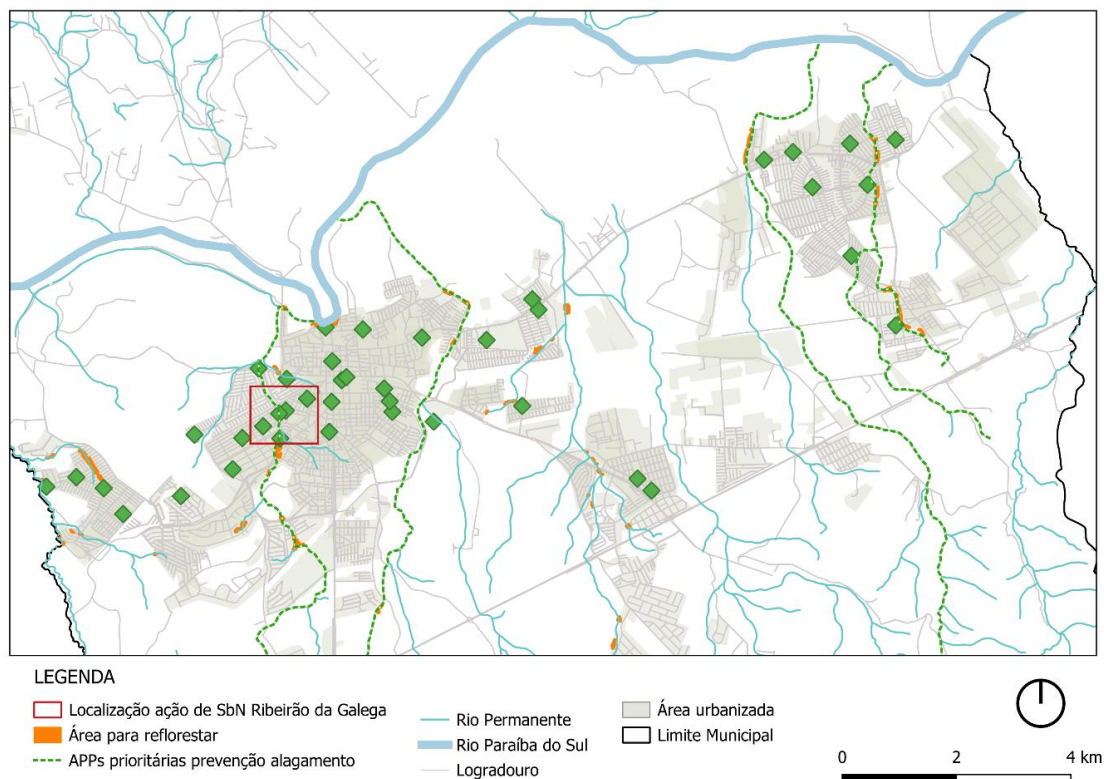 LEGENDA
Localização ação de SbN Ribeirão da Galega
Área para reflorestar
APPs prioritárias prevenção alagamento
Rio Permanente
Rio Paraíba do Sul
Logradouro
Área urbanizada
Limite Municipal
0 2 4 km